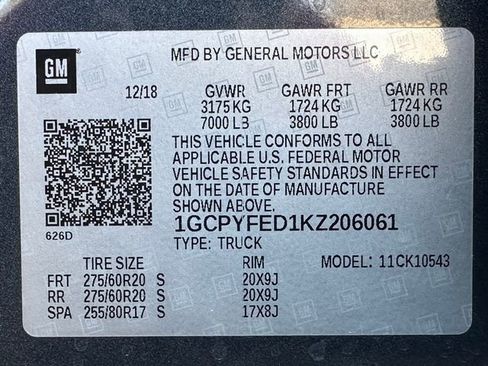 GM
MFD BY GENERAL MOTORS LLC
12/18 GVWR GAWR FRT GAWR RR
3175 KG 1724 KG 1724 KG
7000 LB 3800 LB 3800 LB
THIS VEHICLE CONFORMS TO ALL
APPLICABLE U.S. FEDERAL MOTOR
VEHICLE SAFETY STANDARDS IN EFFECT
ON THE DATE OF MANUFACTURE
SHOWN ABOVE.
626D
1GCPYFED1KZ206061
TYPE: TRUCK
TIRE SIZE RIM MODEL: 11CK10543
FRT 275/60R20 S 20X9J
RR 275/60R20 S 20X9J
SPA 255/80R17 S 17X8J